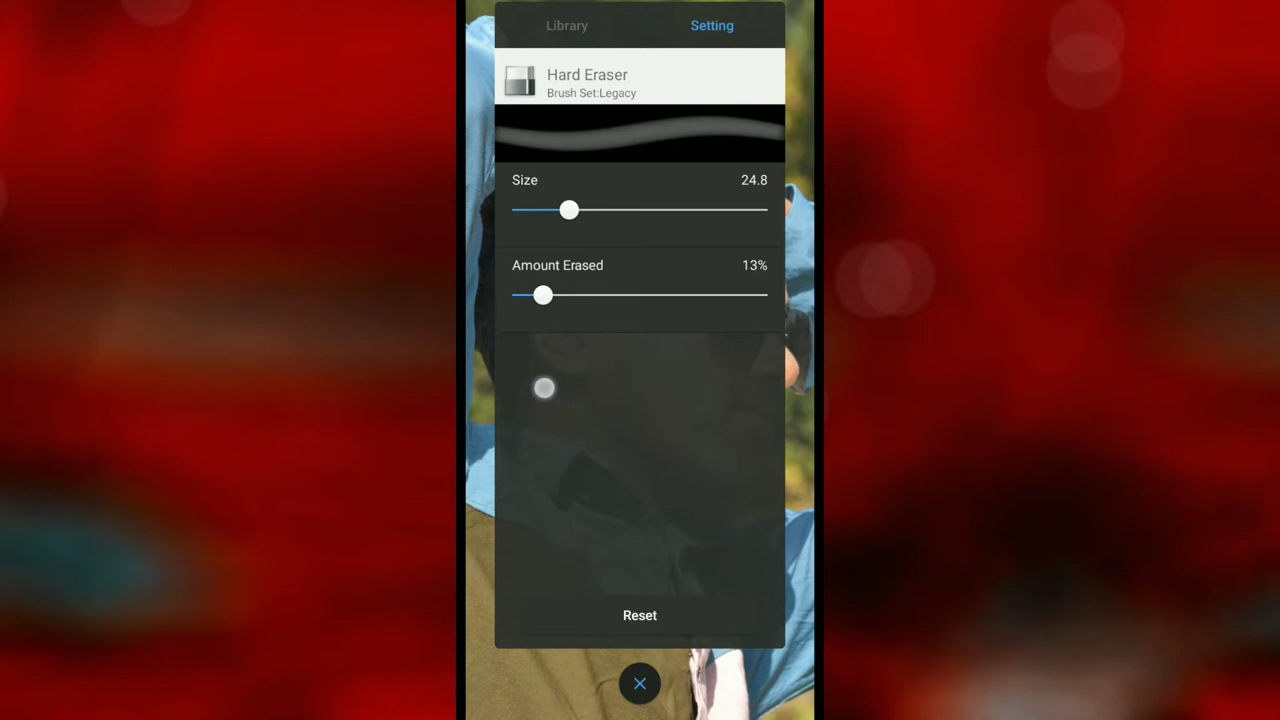 Library Setting
Hard Eraser
Brush Set:Legacy
Size 24.8
Amount Erased 13%
Reset